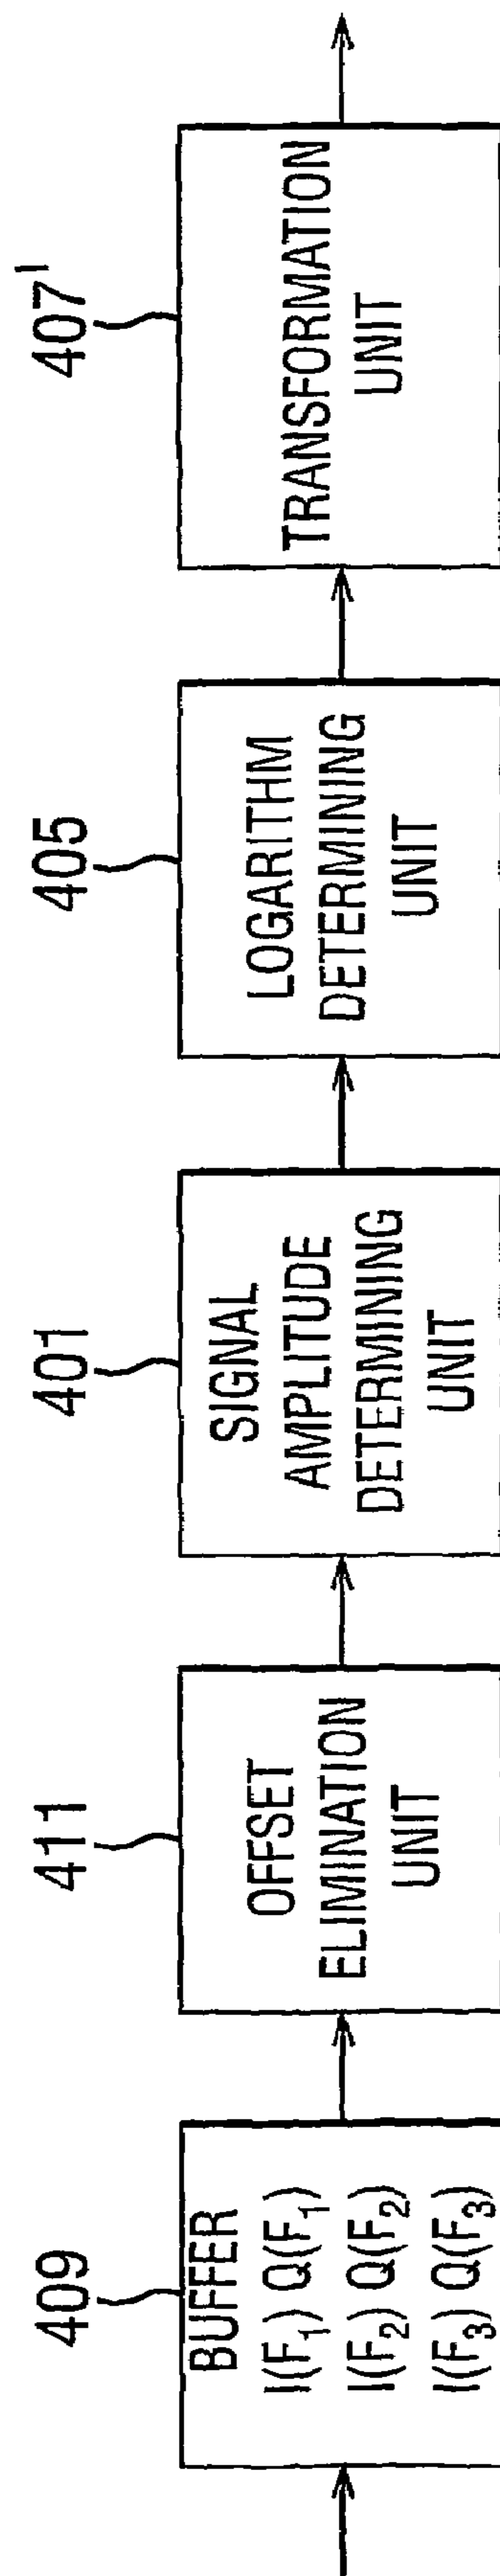 409
BUFFER
I(F₁) Q(F₁)
I(F₂) Q(F₂)
I(F₃) Q(F₃)
411
OFFSET
ELIMINATION
UNIT
401
SIGNAL
AMPLITUDE
DETERMINING
UNIT
405
LOGARITHM
DETERMINING
UNIT
407¹
TRANSFORMATION
UNIT